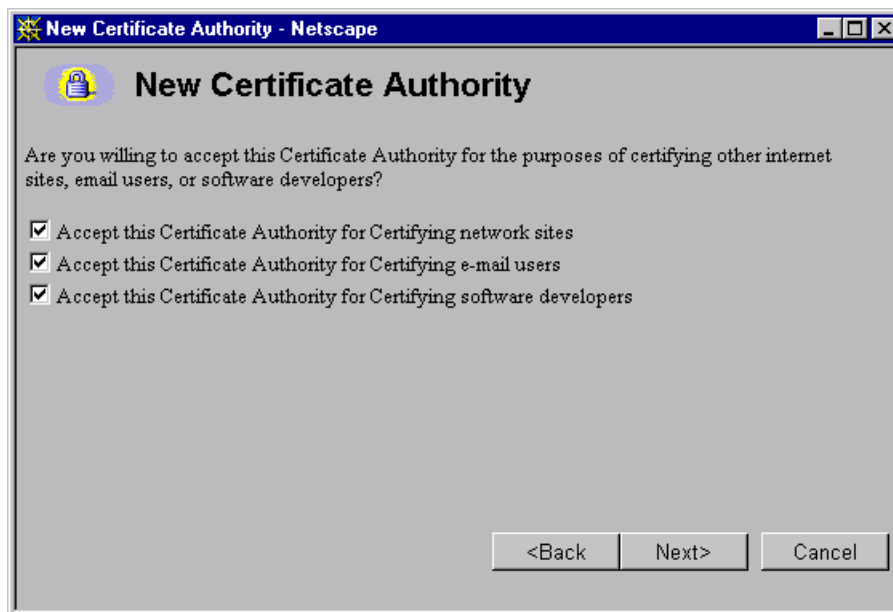 New Certificate Authority - Netscape
New Certificate Authority
Are you willing to accept this Certificate Authority for the purposes of certifying other internet
sites, email users, or software developers?
Accept this Certificate Authority for Certifying network sites
Accept this Certificate Authority for Certifying e-mail users
Accept this Certificate Authority for Certifying software developers
<Back Next> Cancel